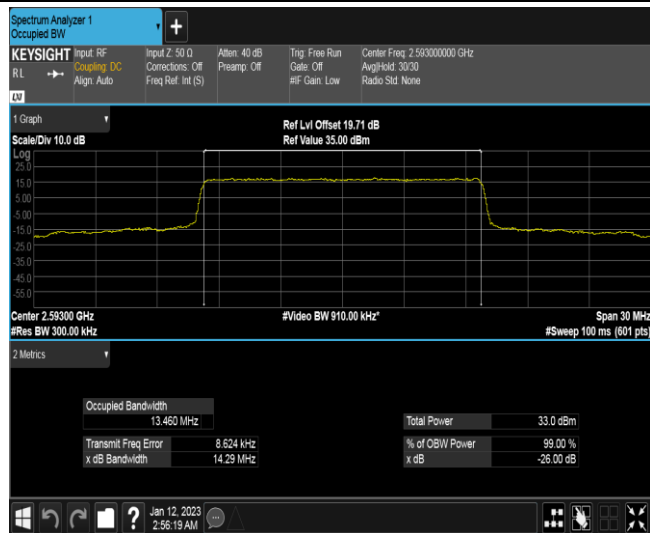 Spectrum Analyzer 1
Occupied BW
+
KEYSIGHT
RL
Input: RF
Coupling: DC
Align: Auto
Input Z: 50 Ω
Corrections: Off
Freq Ref: Int (S)
Atten: 40 dB
Preamp: Off
Trig: Free Run
Gate: Off
#IF Gain: Low
Center Freq: 2.593000000 GHz
Avg|Hold: 30/30
Radio Std: None
1 Graph
Scale/Div 10.0 dB
Ref Lvl Offset 19.71 dB
Ref Value 35.00 dBm
Log
25.0
15.0
5.00
-5.00
-15.0
-25.0
-35.0
-45.0
-55.0
Center 2.59300 GHz
#Res BW 300.00 kHz
#Video BW 910.00 kHz*
Span 30 MHz
#Sweep 100 ms (601 pts)
2 Metrics
Occupied Bandwidth
13.460 MHz
Transmit Freq Error 8.624 kHz
x dB Bandwidth 14.29 MHz
Total Power 33.0 dBm
% of OBW Power 99.00 %
x dB -26.00 dB
?
Jan 12, 2023
2:56:19 AM